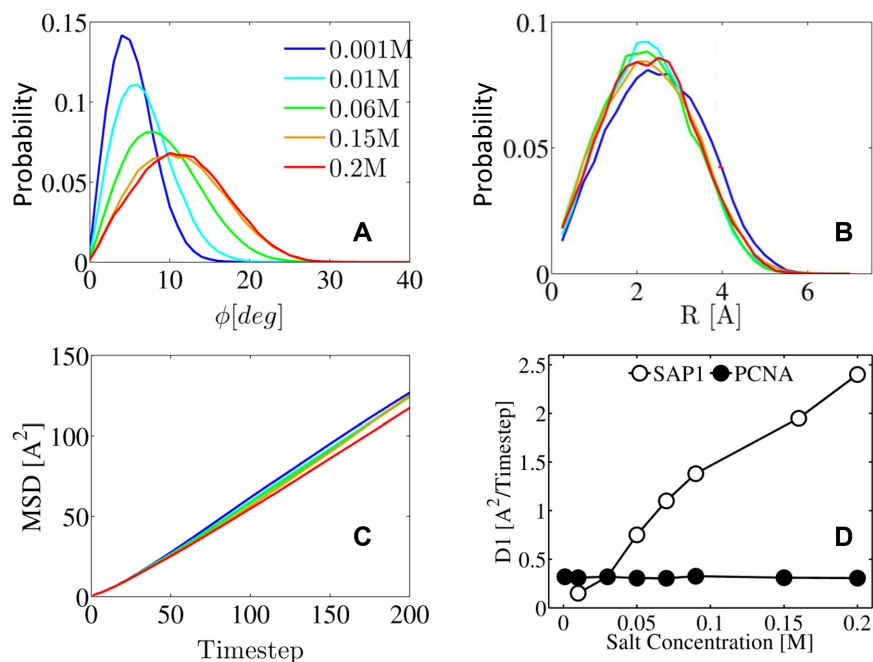 Probability
0.15
0.1
0.05
0
0.001M
0.01M
0.06M
0.15M
0.2M
A
0 10 20 30 40
ϕ[deg]
Probability
0.1
0.05
0
B
2 4 6
R [A]
MSD [A²]
150
100
50
0
C
0 50 100 150 200
Timestep
D1 [A²/Timestep]
2.5
2
1.5
1
0.5
0
SAP1 PCNA
D
0 0.05 0.1 0.15 0.2
Salt Concentration [M]